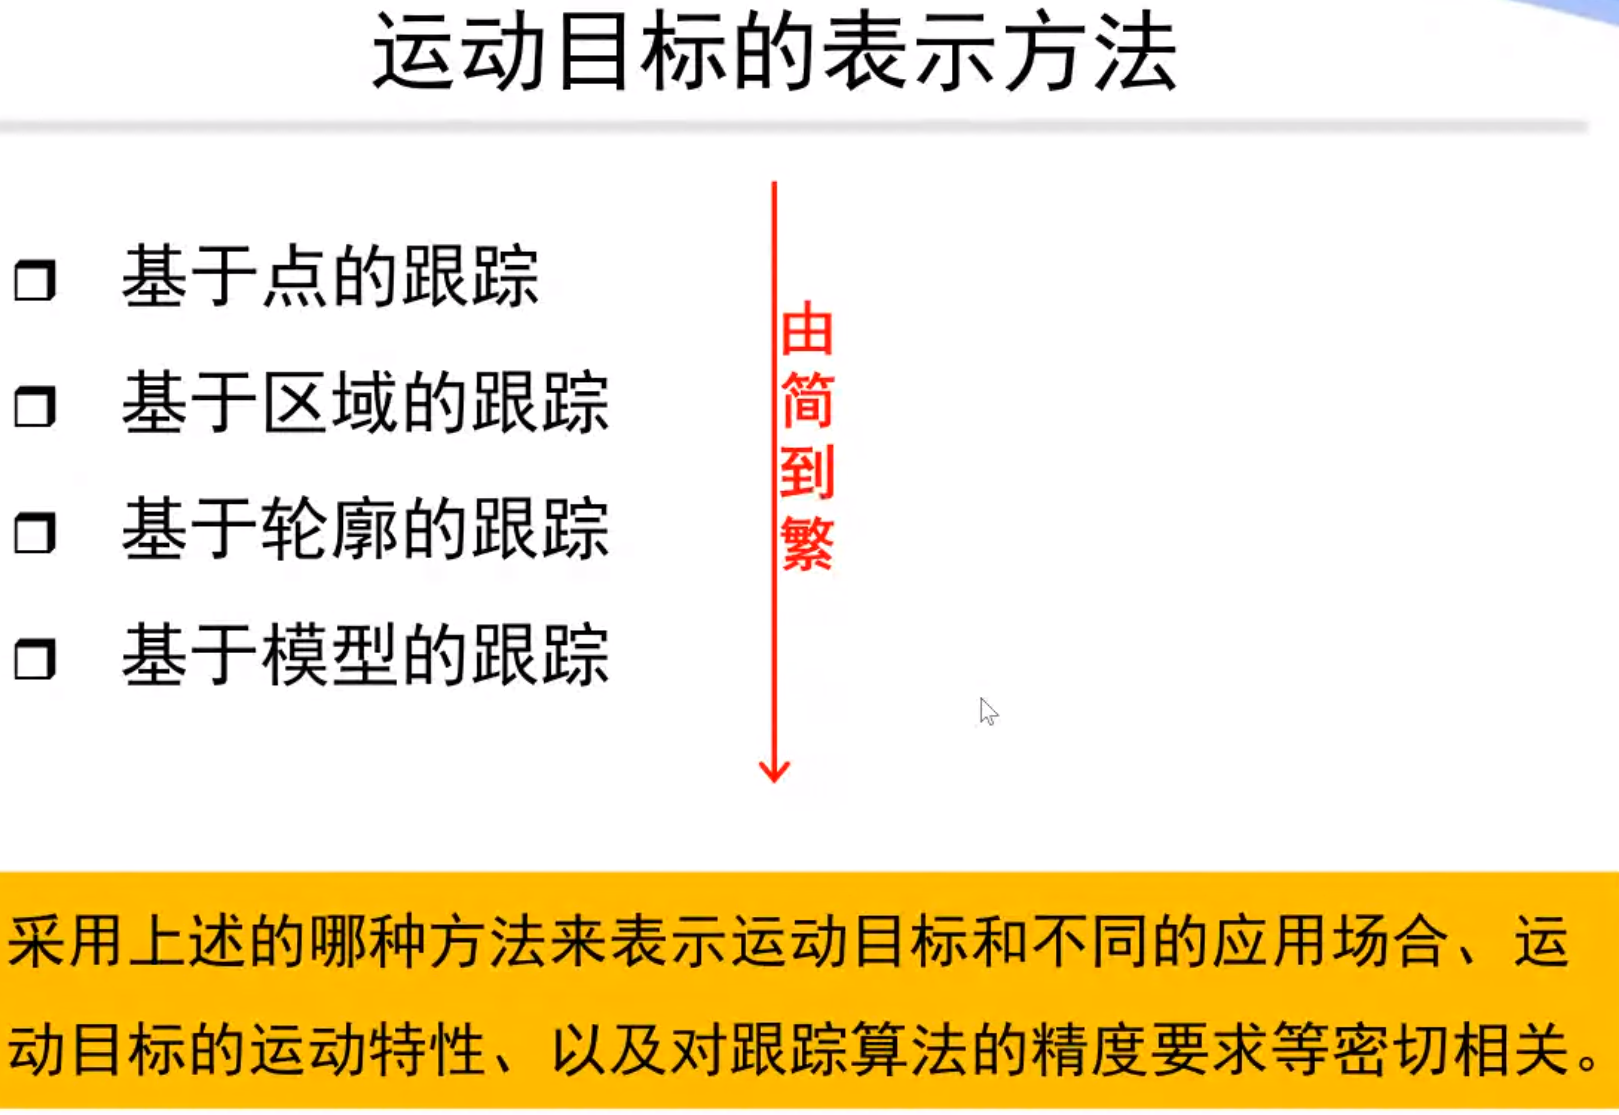 运动目标的表示方法
基于点的跟踪
基于区域的跟踪
基于轮廓的跟踪
基于模型的跟踪
由
简
到
繁
采用上述的哪种方法来表示运动目标和不同的应用场合、运
动目标的运动特性、以及对跟踪算法的精度要求等密切相关。